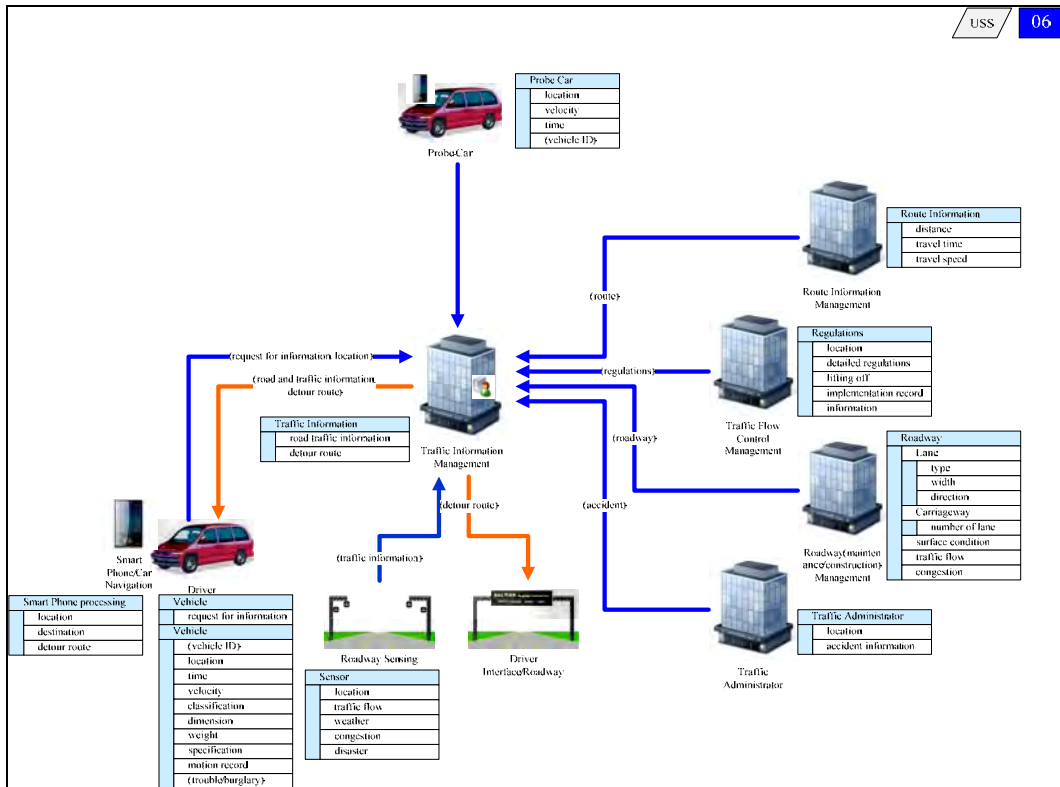 USS
06
Probe Car
location
velocity
time
(vehicle ID)
Probe Car
Route Information
distance
travel time
travel speed
Route Information
Management
(route)
Regulations
location
detailed regulations
lifting off
implementation record
information
(regulations)
Traffic Flow
Control
Management
(request for information, location)
(road and traffic information,
detour route)
Traffic Information
road traffic information
detour route
Traffic Information
Management
(roadway)
Roadway
Lane
type
width
direction
Carriageway
number of lane
surface condition
traffic flow
congestion
Roadway(mainten
ance/construction)
Management
(detour route)
(accident)
(traffic information)
Smart
Phone/Car
Navigation
Driver
Smart Phone processing
location
destination
detour route
Vehicle
request for information
Vehicle
(vehicle ID)
location
time
velocity
classification
dimension
weight
specification
motion record
(trouble/burglary)
Roadway Sensing
Sensor
location
traffic flow
weather
congestion
disaster
Driver
Interface/Roadway
Traffic Administrator
location
accident information
Traffic
Administrator